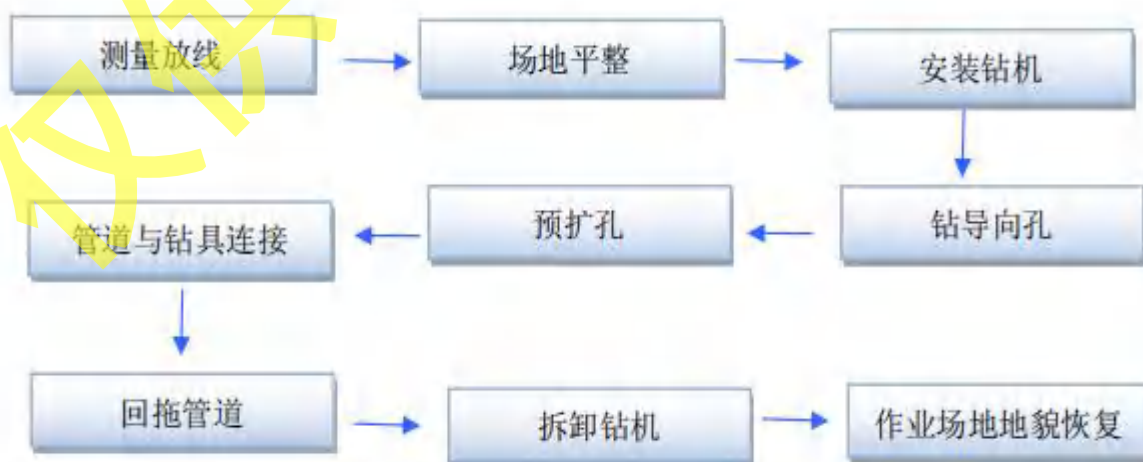 测量放线
场地平整
安装钻机
钻导向孔
预扩孔
管道与钻具连接
回拖管道
拆卸钻机
作业场地地貌恢复